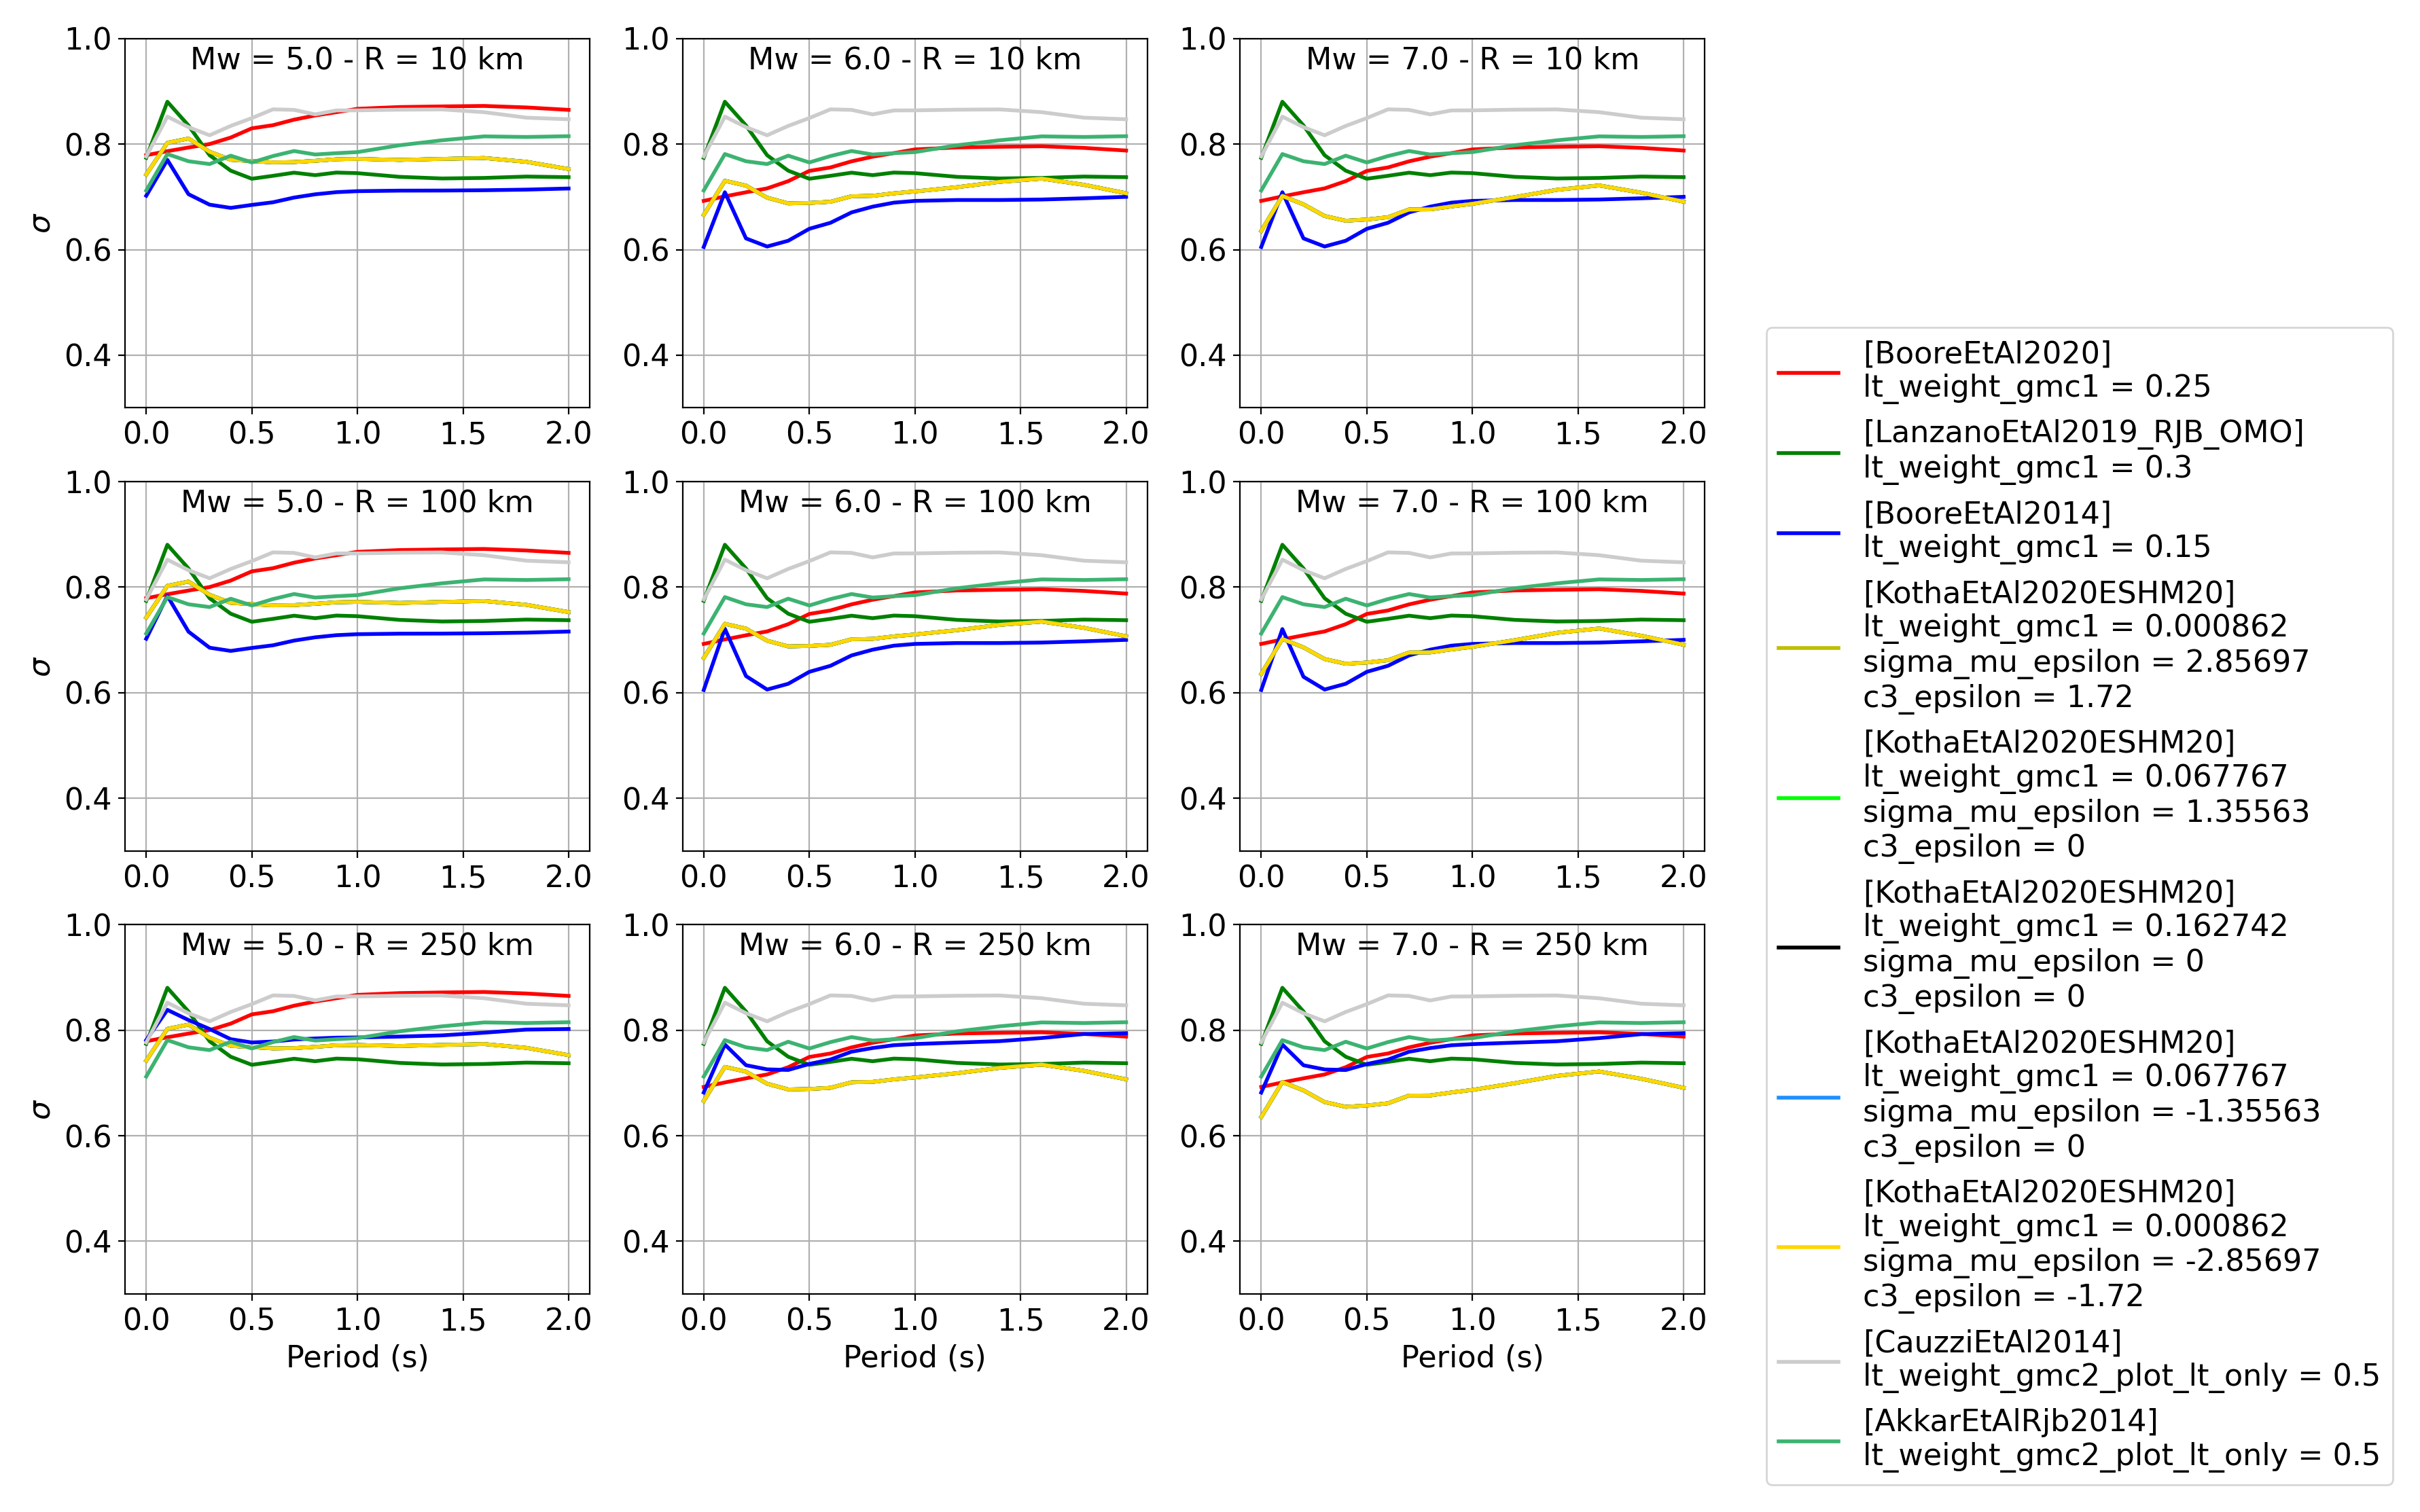 1.0
0.8
0.6
0.4
σ
Mw = 5.0 - R = 10 km
0.0 0.5 1.0 1.5 2.0
1.0
0.8
0.6
0.4
Mw = 6.0 - R = 10 km
0.0 0.5 1.0 1.5 2.0
1.0
0.8
0.6
0.4
Mw = 7.0 - R = 10 km
0.0 0.5 1.0 1.5 2.0
1.0
0.8
0.6
0.4
σ
Mw = 5.0 - R = 100 km
0.0 0.5 1.0 1.5 2.0
1.0
0.8
0.6
0.4
Mw = 6.0 - R = 100 km
0.0 0.5 1.0 1.5 2.0
1.0
0.8
0.6
0.4
Mw = 7.0 - R = 100 km
0.0 0.5 1.0 1.5 2.0
1.0
0.8
0.6
0.4
σ
Mw = 5.0 - R = 250 km
0.0 0.5 1.0 1.5 2.0
Period (s)
1.0
0.8
0.6
0.4
Mw = 6.0 - R = 250 km
0.0 0.5 1.0 1.5 2.0
Period (s)
1.0
0.8
0.6
0.4
Mw = 7.0 - R = 250 km
0.0 0.5 1.0 1.5 2.0
Period (s)
[BooreEtAl2020]
lt_weight_gmc1 = 0.25
[LanzanoEtAl2019_RJB_OMO]
lt_weight_gmc1 = 0.3
[BooreEtAl2014]
lt_weight_gmc1 = 0.15
[KothaEtAl2020ESHM20]
lt_weight_gmc1 = 0.000862
sigma_mu_epsilon = 2.85697
c3_epsilon = 1.72
[KothaEtAl2020ESHM20]
lt_weight_gmc1 = 0.067767
sigma_mu_epsilon = 1.35563
c3_epsilon = 0
[KothaEtAl2020ESHM20]
lt_weight_gmc1 = 0.162742
sigma_mu_epsilon = 0
c3_epsilon = 0
[KothaEtAl2020ESHM20]
lt_weight_gmc1 = 0.067767
sigma_mu_epsilon = -1.35563
c3_epsilon = 0
[KothaEtAl2020ESHM20]
lt_weight_gmc1 = 0.000862
sigma_mu_epsilon = -2.85697
c3_epsilon = -1.72
[CauzziEtAl2014]
lt_weight_gmc2_plot_lt_only = 0.5
[AkkarEtAlRjb2014]
lt_weight_gmc2_plot_lt_only = 0.5